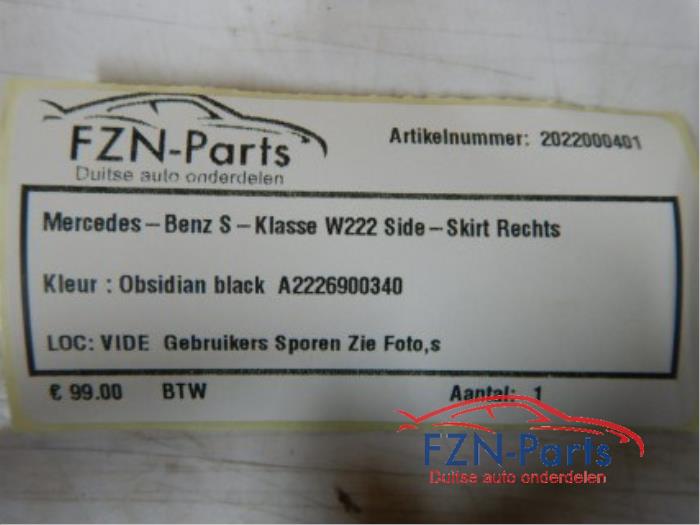 FZN-Parts
Duitse auto onderdelen
Artikelnummer: 2022000401
Mercedes-Benz S-Klasse W222 Side-Skirt Rechts
Kleur : Obsidian black A2226900340
LOC: VIDE Gebruikers Sporen Zie Foto,s
€ 99.00 BTW Aantal: 1
FZN-Parts
Duitse auto onderdelen